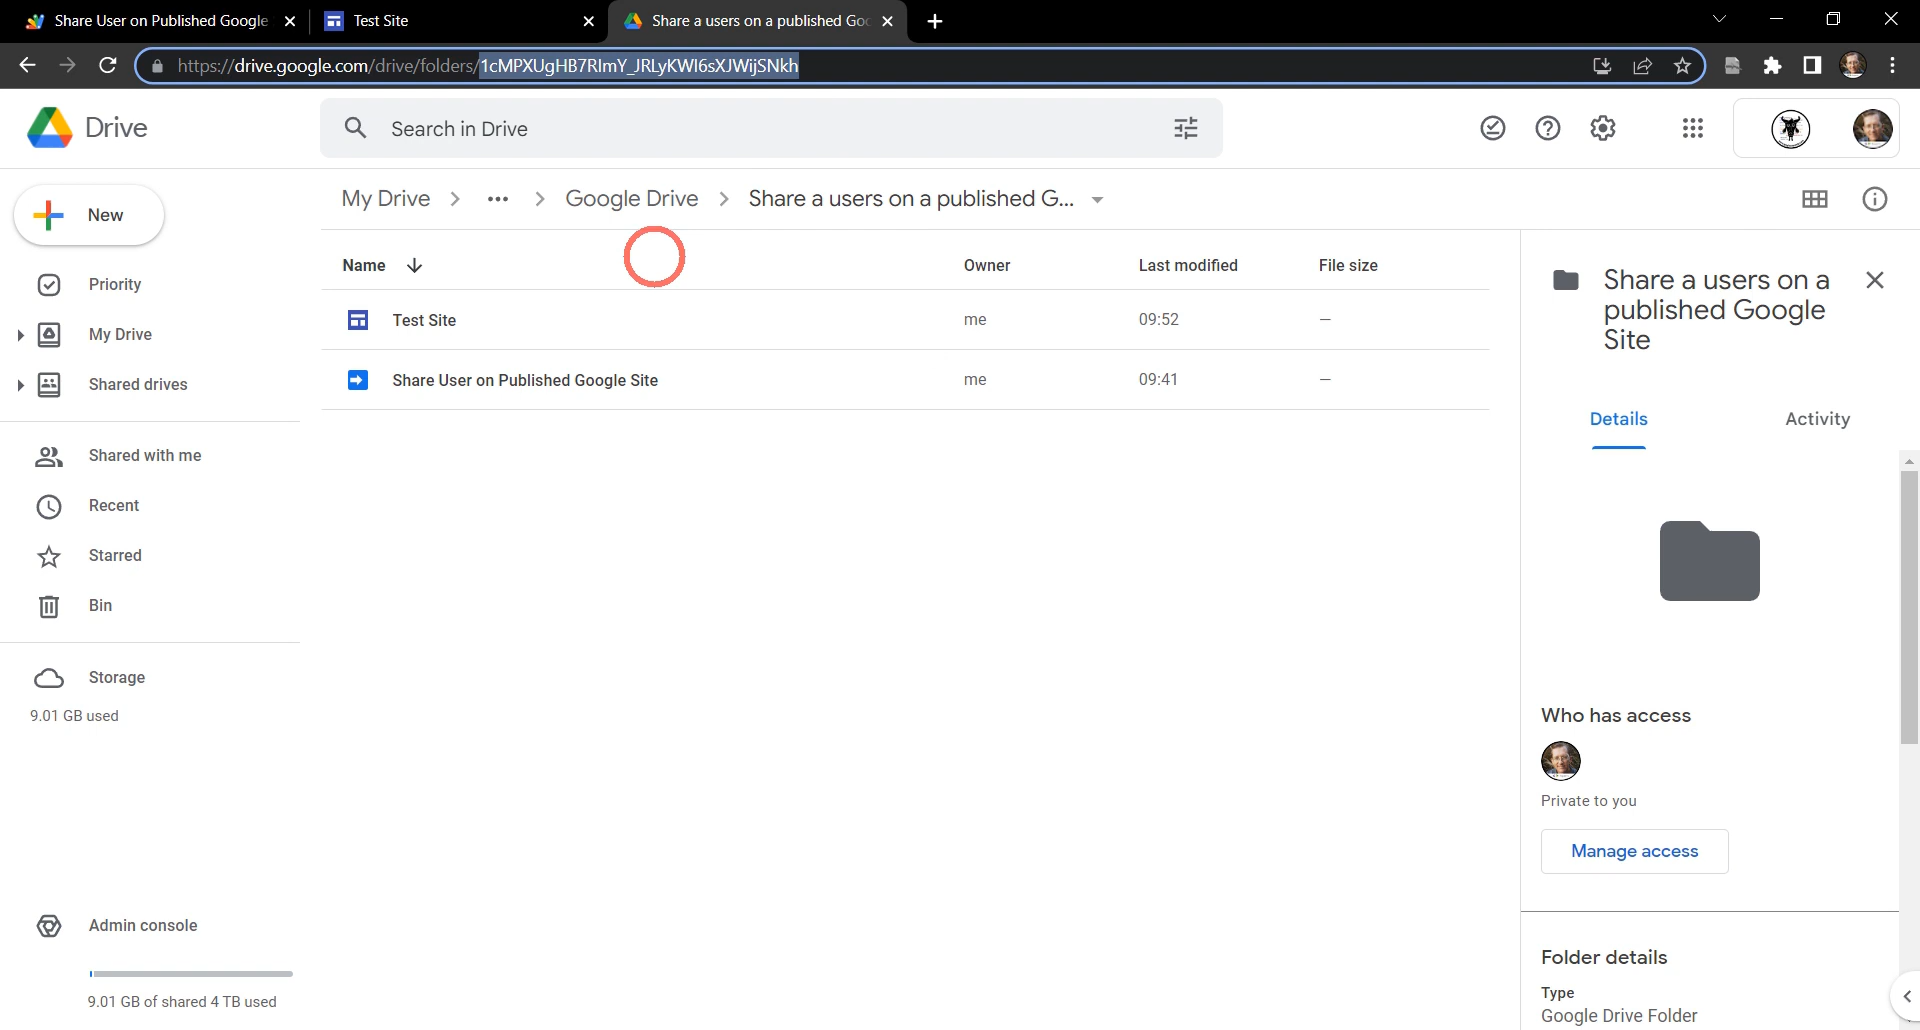 Share User on Published Google
Test Site
Share a users on a published Goo
https://drive.google.com/drive/folders/1cMPXUgHB7RlmY_JRLyKWl6sXJWijSNkh
Drive
Search in Drive
New
My Drive
Google Drive
Share a users on a published G...
Priority
My Drive
Shared drives
Shared with me
Recent
Starred
Bin
Storage
9.01 GB used
Admin console
9.01 GB of shared 4 TB used
Name
Owner
Last modified
File size
Test Site
me
09:52
—
Share User on Published Google Site
me
09:41
—
Share a users on a
published Google
Site
Details
Activity
Who has access
Private to you
Manage access
Folder details
Type
Google Drive Folder